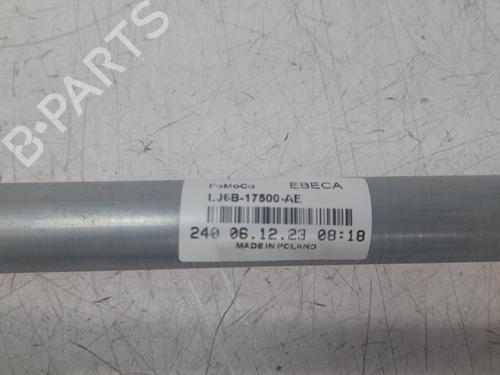 B-PARTS
FoMoCo EBECA
LJ6B-17500-AE
240 06.12.23 08:18
MADE IN POLAND